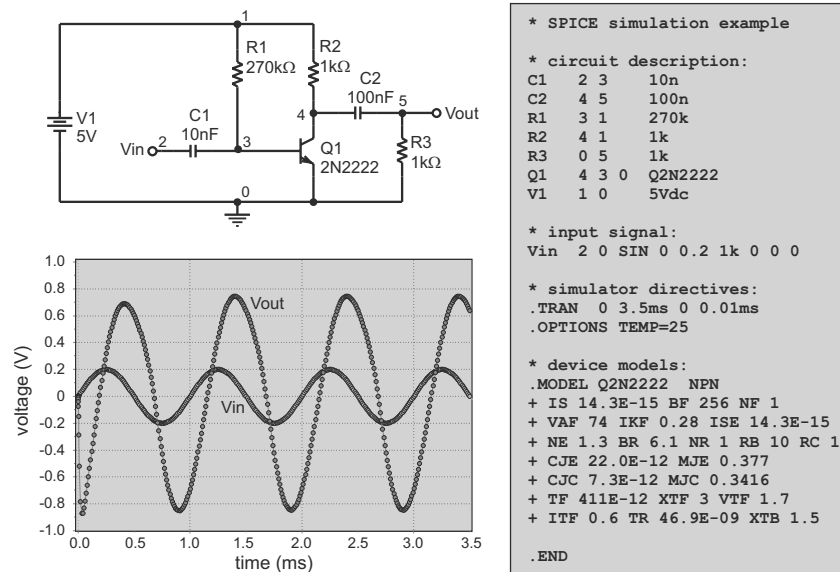 1
R1
270kΩ
R2
1kΩ
C2
100nF
5
Vout
V1
5V
C1
10nF
4
Vin
2
3
Q1
2N2222
R3
1kΩ
0
1.0
0.8
0.6
0.4
0.2
0
-0.2
-0.4
-0.6
-0.8
-1.0
voltage (V)
Vout
Vin
0.0 0.5 1.0 1.5 2.0 2.5 3.0 3.5
time (ms)
* SPICE simulation example
* circuit description:
C1 2 3 10n
C2 4 5 100n
R1 3 1 270k
R2 4 1 1k
R3 0 5 1k
Q1 4 3 0 Q2N2222
V1 1 0 5Vdc
* input signal:
Vin 2 0 SIN 0 0.2 1k 0 0 0
* simulator directives:
.TRAN 0 3.5ms 0 0.01ms
.OPTIONS TEMP=25
* device models:
.MODEL Q2N2222 NPN
+ IS 14.3E-15 BF 256 NF 1
+ VAF 74 IKF 0.28 ISE 14.3E-15
+ NE 1.3 BR 6.1 NR 1 RB 10 RC 1
+ CJE 22.0E-12 MJE 0.377
+ CJC 7.3E-12 MJC 0.3416
+ TF 411E-12 XTF 3 VTF 1.7
+ ITF 0.6 TR 46.9E-09 XTB 1.5
.END